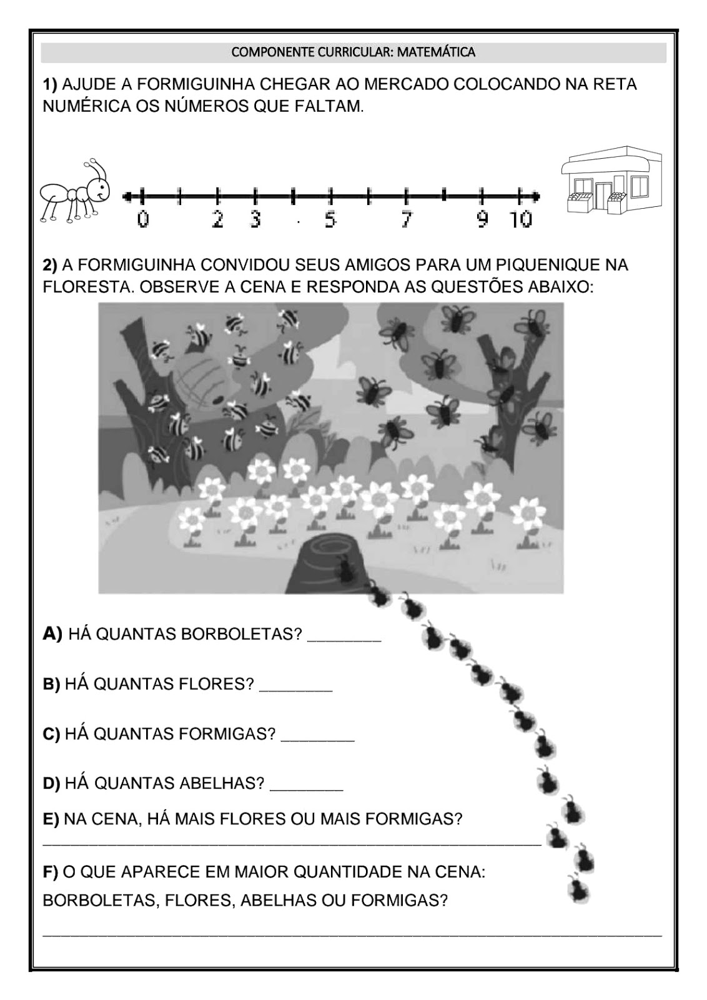 COMPONENTE CURRICULAR: MATEMÁTICA
1) AJUDE A FORMIGUINHA CHEGAR AO MERCADO COLOCANDO NA RETA
NUMÉRICA OS NÚMEROS QUE FALTAM.
0 2 3 5 7 9 10
2) A FORMIGUINHA CONVIDOU SEUS AMIGOS PARA UM PIQUENIQUE NA
FLORESTA. OBSERVE A CENA E RESPONDA AS QUESTÕES ABAIXO:
A) HÁ QUANTAS BORBOLETAS? ________
B) HÁ QUANTAS FLORES? ________
C) HÁ QUANTAS FORMIGAS? ________
D) HÁ QUANTAS ABELHAS? ________
E) NA CENA, HÁ MAIS FLORES OU MAIS FORMIGAS?
F) O QUE APARECE EM MAIOR QUANTIDADE NA CENA:
BORBOLETAS, FLORES, ABELHAS OU FORMIGAS?